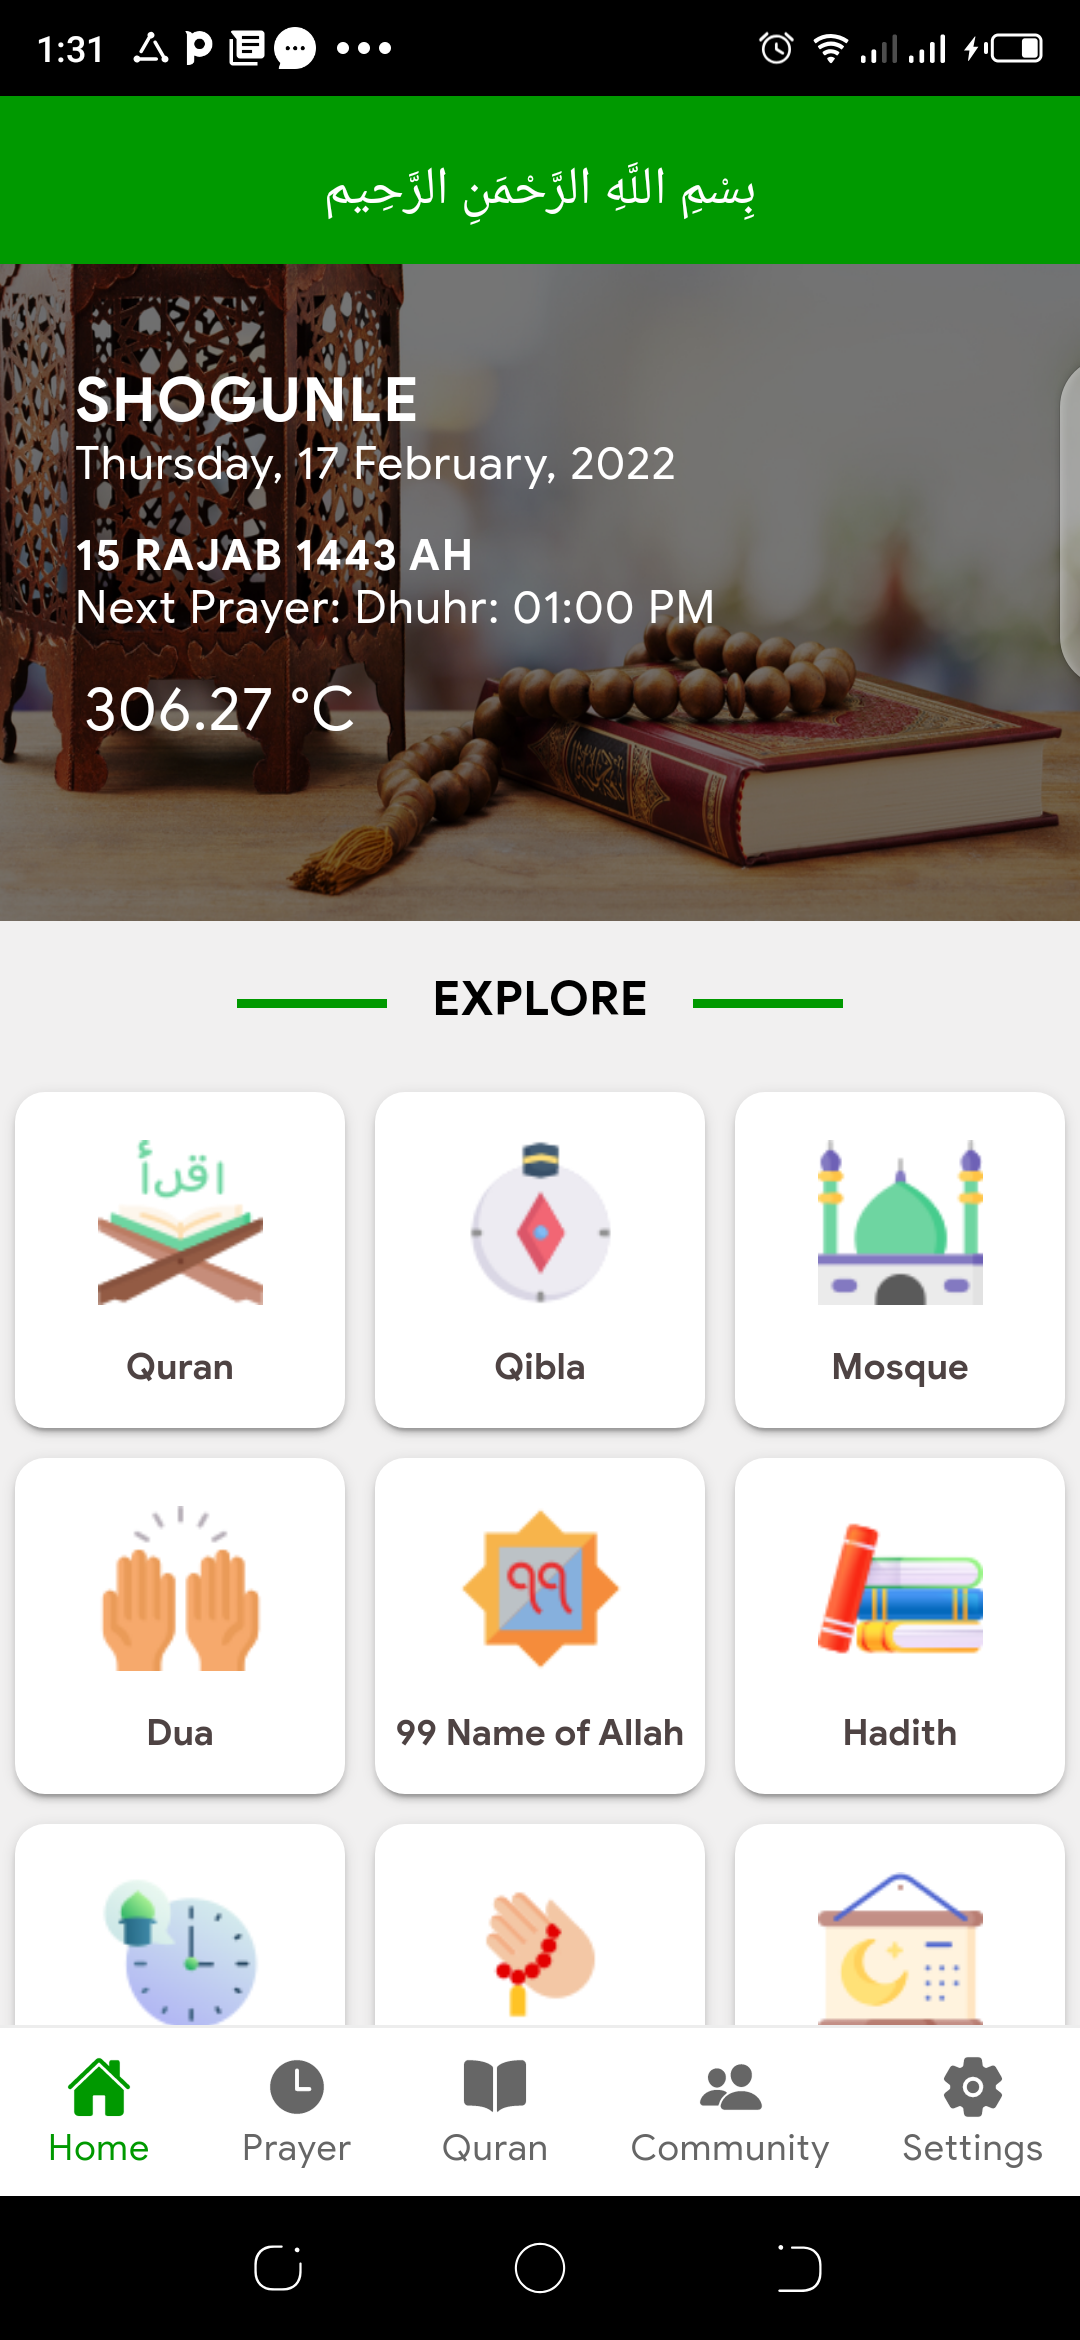 1:31
بِسْمِ اللَّهِ الرَّحْمَنِ الرَّحِيم
SHOGUNLE
Thursday, 17 February, 2022
15 RAJAB 1443 AH
Next Prayer: Dhuhr: 01:00 PM
306.27 °C
EXPLORE
اقرأ
Quran
Qibla
Mosque
Dua
٩٩
99 Name of Allah
Hadith
Home
Prayer
Quran
Community
Settings